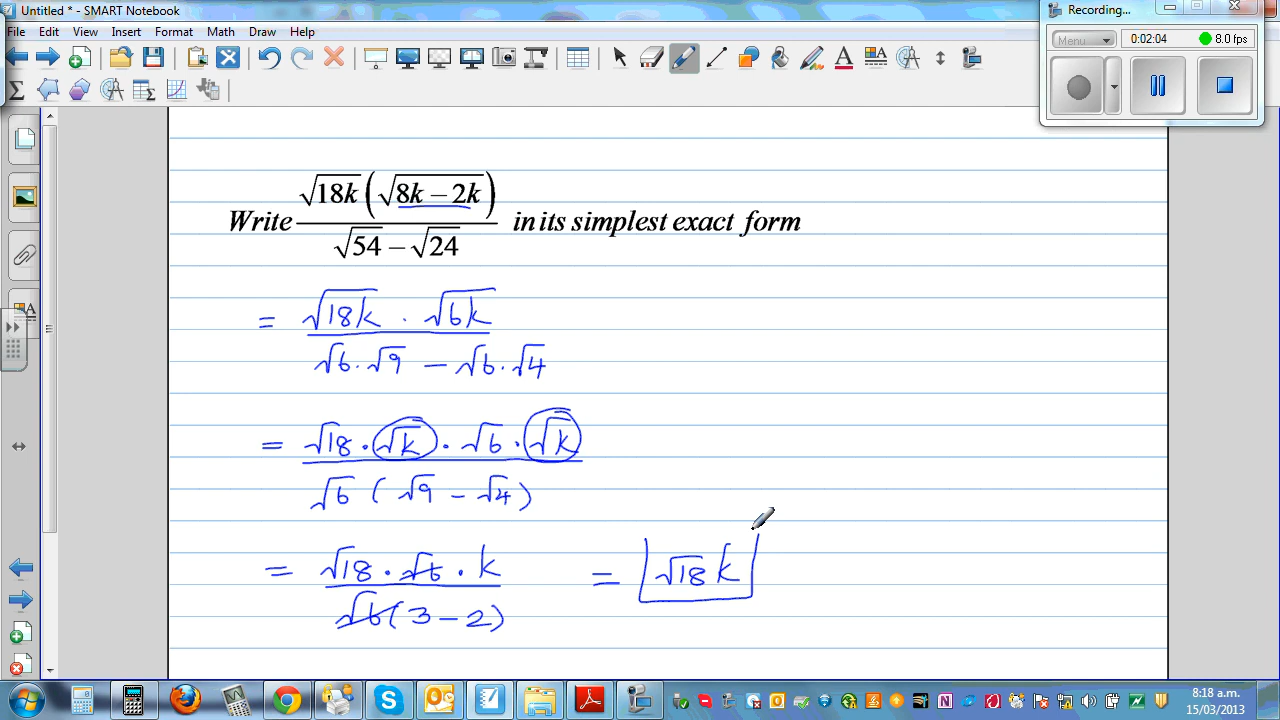 Untitled * - SMART Notebook
Recording...
File Edit View Insert Format Math Draw Help
Menu 0:02:04 8.0 fps
Write √18k(√8k − 2k) / √54 − √24 in its simplest exact form
= √18k · √6k / √6·√9 − √6·√4
= √18 · √k · √6 · √k / √6 (√9 − √4)
= √18 · √6 · k / √6(3 − 2) = √18 k
8:18 a.m.
15/03/2013